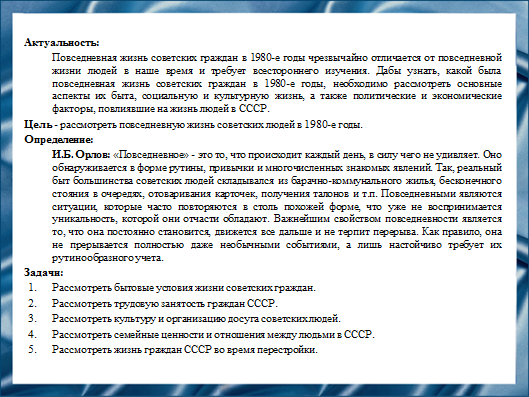 Актуальность:
Повседневная жизнь советских граждан в 1980-е годы чрезвычайно отличается от повседневной
жизни людей в наше время и требует всестороннего изучения. Дабы узнать, какой была
повседневная жизнь советских граждан в 1980-е годы, необходимо рассмотреть основные
аспекты их быта, социальную и культурную жизнь, а также политические и экономические
факторы, повлиявшие на жизнь людей в СССР.
Цель - рассмотреть повседневную жизнь советских людей в 1980-е годы.
Определение:
И.Б. Орлов: «Повседневное» - это то, что происходит каждый день, в силу чего не удивляет. Оно
обнаруживается в форме рутины, привычки и многочисленных знакомых явлений. Так, реальный
быт большинства советских людей складывался из барачно-коммунального жилья, бесконечного
стояния в очередях, отоваривания карточек, получения талонов и т.п. Повседневными являются
ситуации, которые часто повторяются в столь похожей форме, что уже не воспринимается
уникальность, которой они отчасти обладают. Важнейшим свойством повседневности является
то, что она постоянно становится, движется все дальше и не терпит перерыва. Как правило, она
не прерывается полностью даже необычными событиями, а лишь настойчиво требует их
рутинообразного учета.
Задачи:
1. Рассмотреть бытовые условия жизни советских граждан.
2. Рассмотреть трудовую занятость граждан СССР.
3. Рассмотреть культуру и организацию досуга советских людей.
4. Рассмотреть семейные ценности и отношения между людьми в СССР.
5. Рассмотреть жизнь граждан СССР во время перестройки.